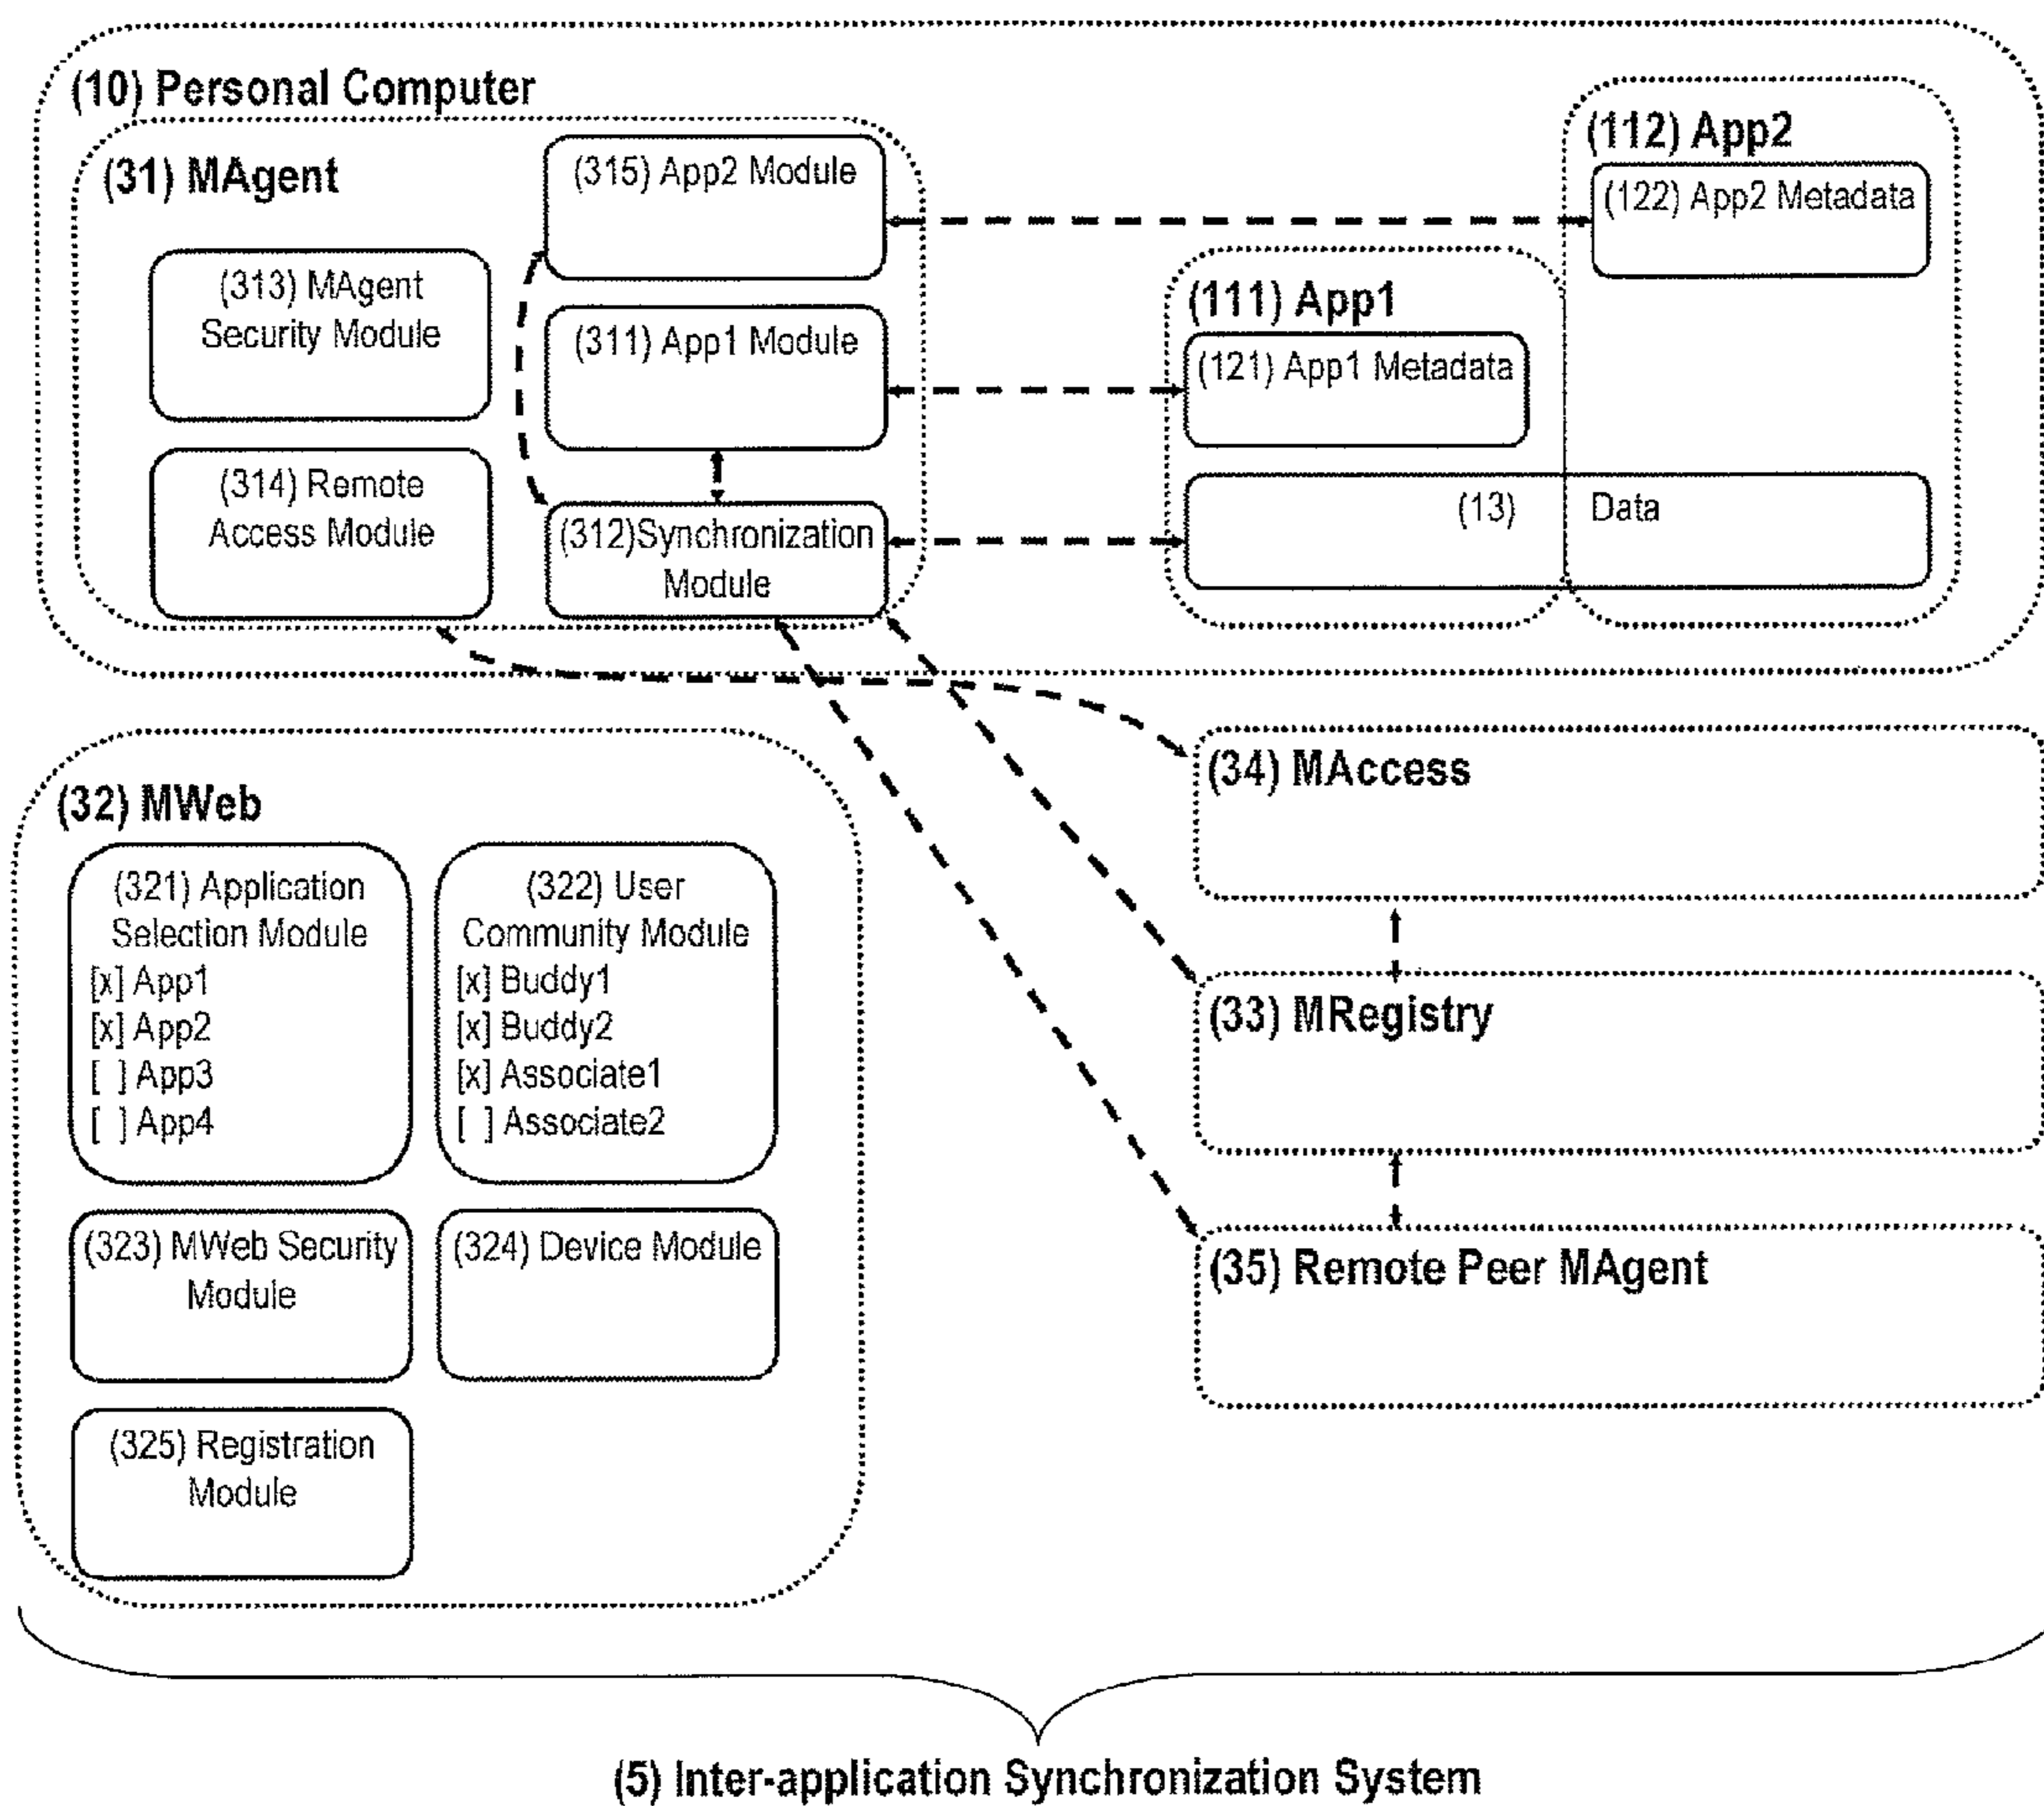 (10) Personal Computer
(31) MAgent
(315) App2 Module
(313) MAgent
Security Module
(311) App1 Module
(314) Remote
Access Module
(312)Synchronization
Module
(112) App2
(122) App2 Metadata
(111) App1
(121) App1 Metadata
(13) Data
(32) MWeb
(321) Application
Selection Module
[x] App1
[x] App2
[ ] App3
[ ] App4
(322) User
Community Module
[x] Buddy1
[x] Buddy2
[x] Associate1
[ ] Associate2
(323) MWeb Security
Module
(324) Device Module
(325) Registration
Module
(34) MAccess
(33) MRegistry
(35) Remote Peer MAgent
(5) Inter-application Synchronization System